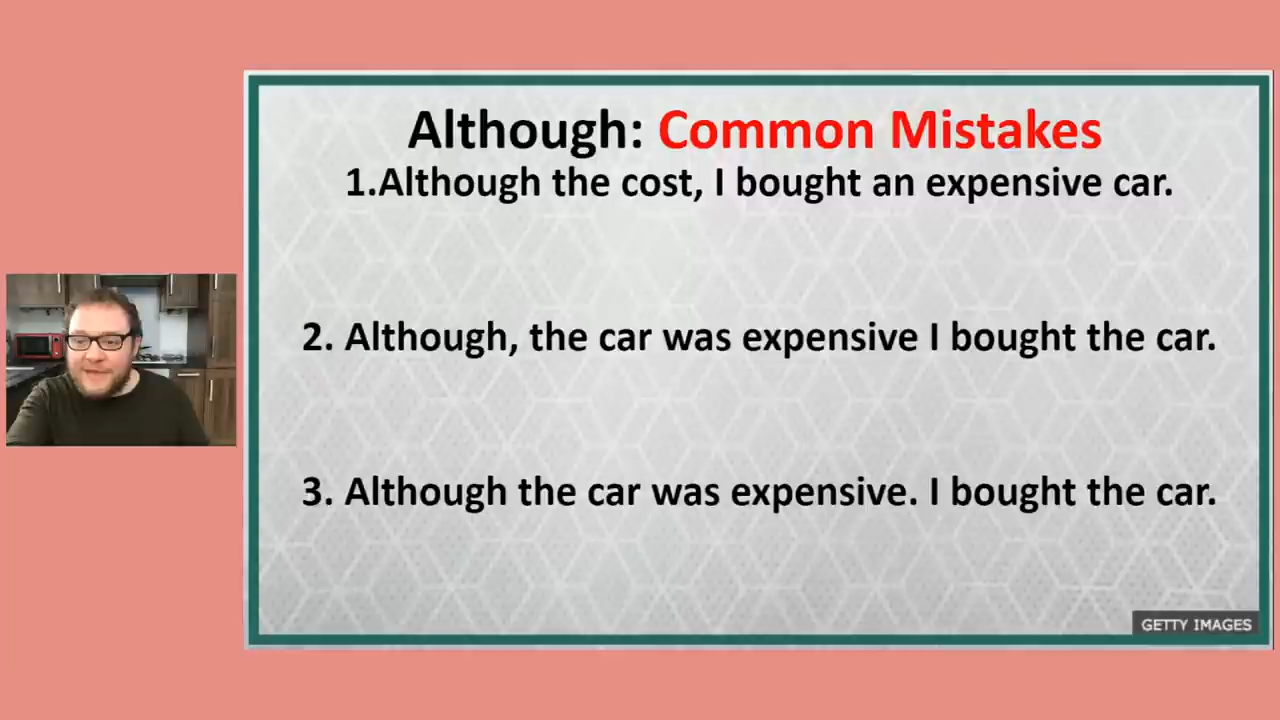 Although: Common Mistakes
1.Although the cost, I bought an expensive car.
2. Although, the car was expensive I bought the car.
3. Although the car was expensive. I bought the car.
GETTY IMAGES